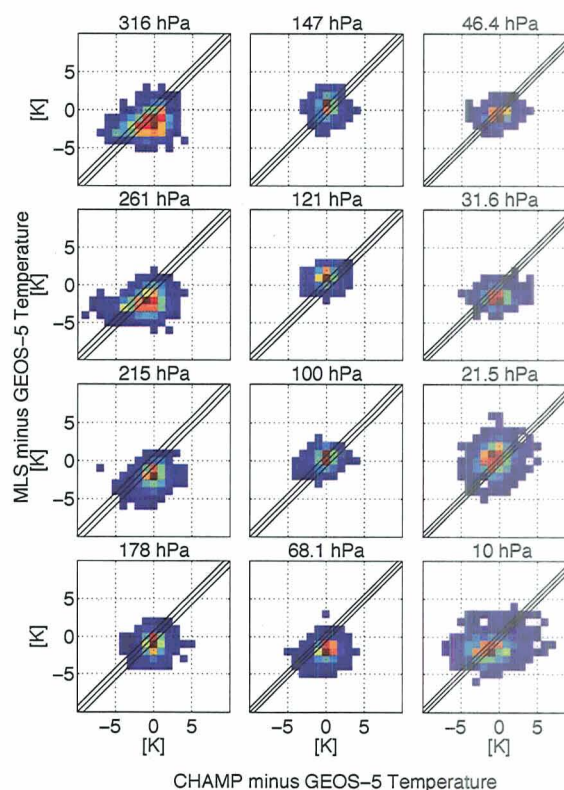 316 hPa 147 hPa 46.4 hPa
5
0
−5
[K]
261 hPa 121 hPa 31.6 hPa
5
0
−5
[K]
215 hPa 100 hPa 21.5 hPa
5
0
−5
[K]
178 hPa 68.1 hPa 10 hPa
5
0
−5
[K]
MLS minus GEOS−5 Temperature
−5 0 5 −5 0 5 −5 0 5
[K] [K] [K]
CHAMP minus GEOS−5 Temperature